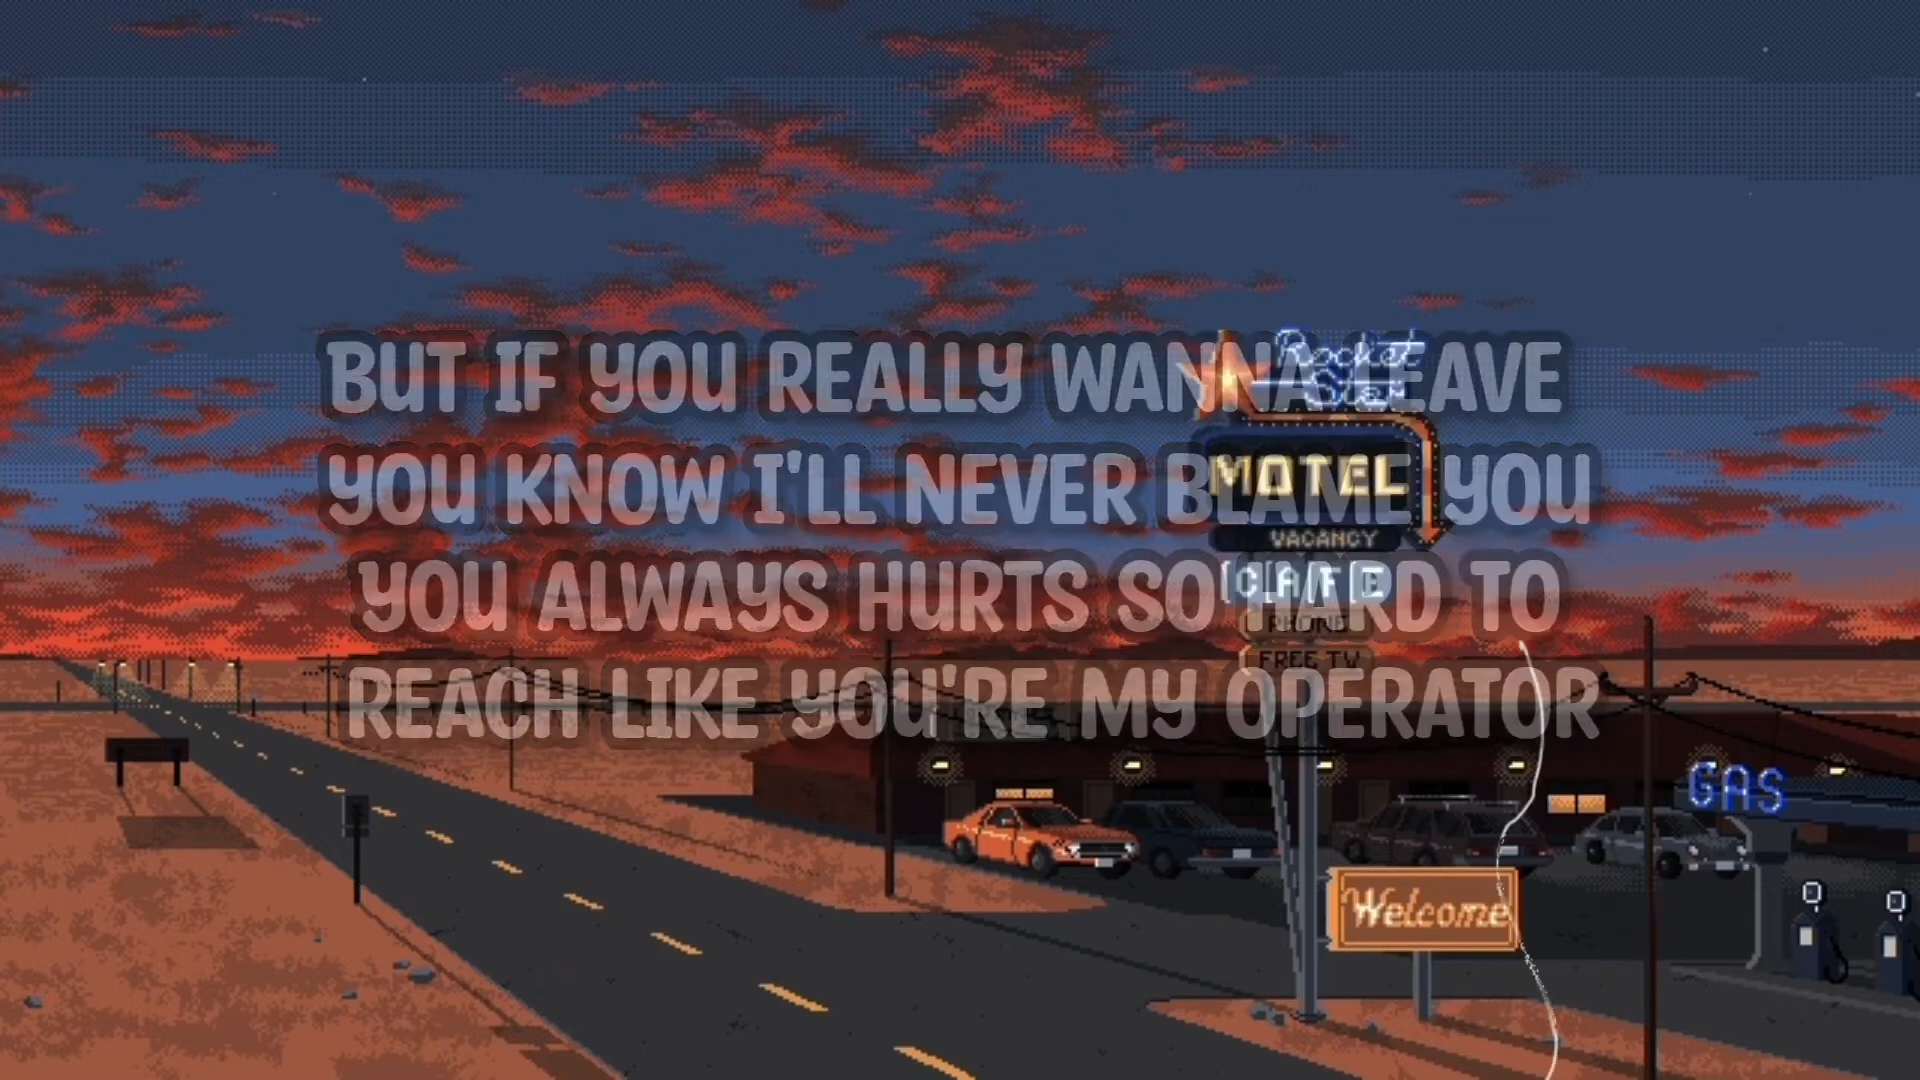 BUT IF YOU REALLY WANNA LEAVE
YOU KNOW I'LL NEVER BLAME YOU
YOU ALWAYS HURTS SO HARD TO
REACH LIKE YOU'RE MY OPERATOR
Rocket
MOTEL
VACANCY
CAFE
PHONE
FREE TV
GAS
Welcome